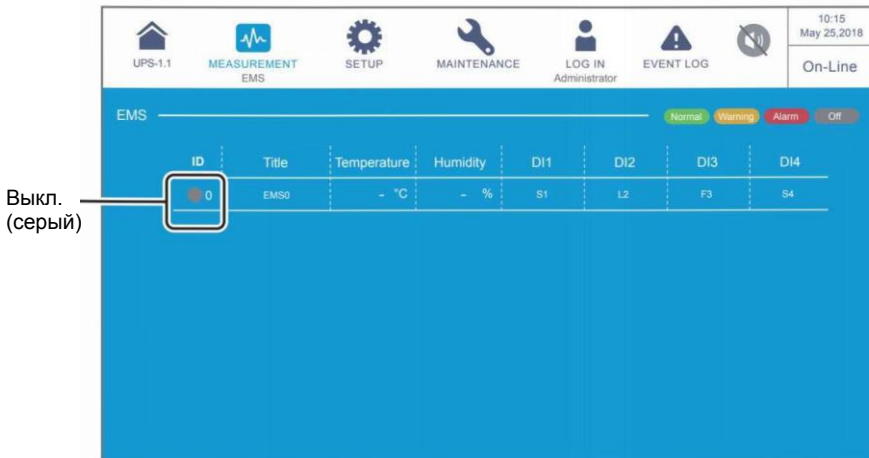 10:15
May 25,2018
UPS-1.1 MEASUREMENT SETUP MAINTENANCE LOG IN EVENT LOG On-Line
EMS Administrator
EMS Normal Warning Alarm Off
ID Title Temperature Humidity DI1 DI2 DI3 DI4
Выкл. 0 EMS0 - °C - % S1 L2 F3 S4
(серый)